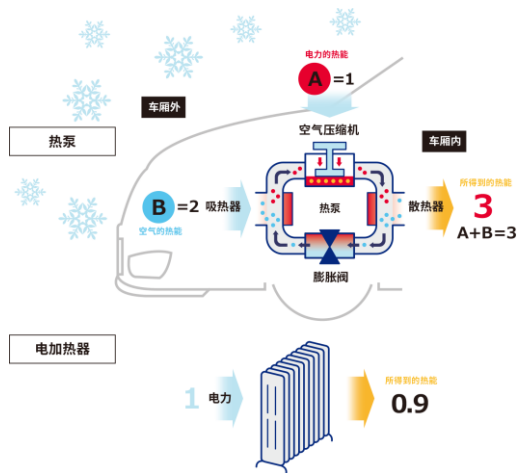 电力的热能
A=1
车厢外
空气压缩机
热泵
车厢内
所得到的热能
B=2
吸热器
热泵
散热器
3
空气的热能
A+B=3
膨胀阀
电加热器
所得到的热能
1
电力
0.9